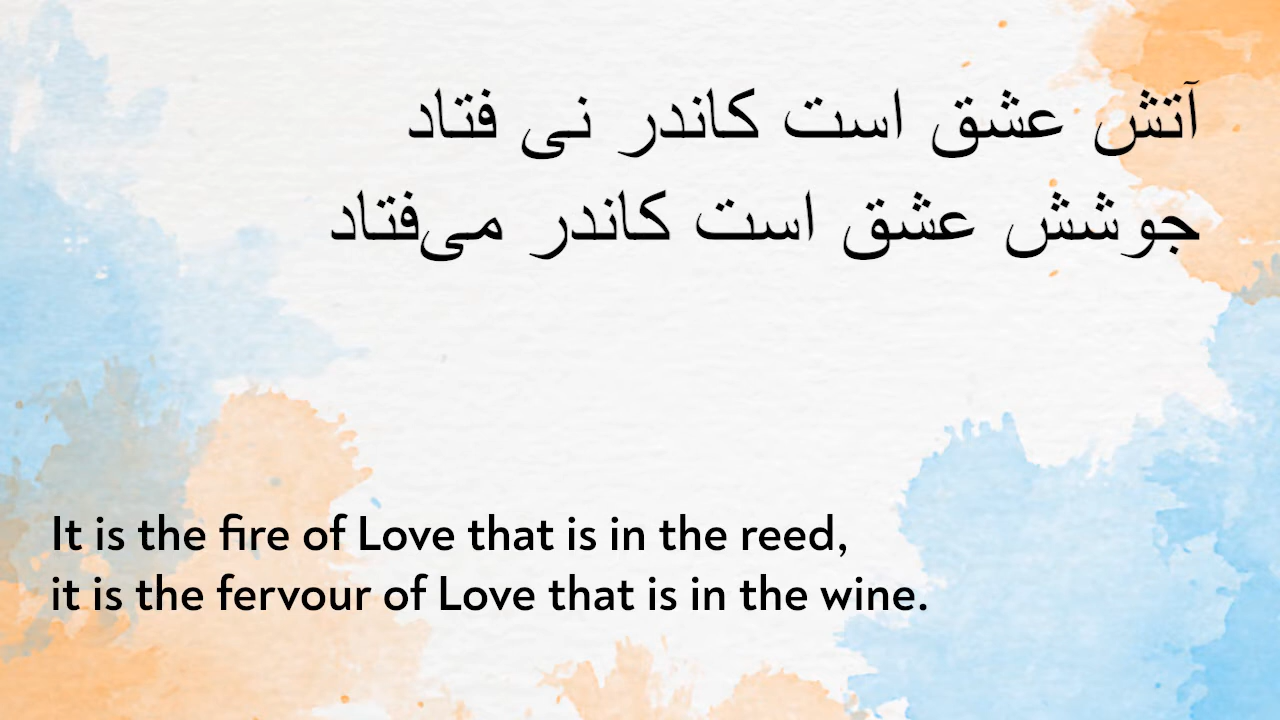 آتش عشق است کاندر نی فتاد
جوشش عشق است کاندر می‌فتاد
It is the fire of Love that is in the reed,
it is the fervour of Love that is in the wine.